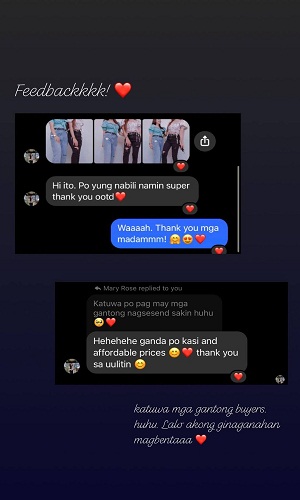 Feedbackkkk! ❤️
Hi ito. Po yung nabili namin super
thank you ootd❤️
Waaaah. Thank you mga
madammm! 🤗😍❤️
Mary Rose replied to you
Katuwa po pag may mga
gantong nagsesend sakin huhu
🥺❤️
Hehehehe ganda po kasi and
affordable prices 😊❤️ thank you
sa uulitin 😊
katuwa mga gantong buyers.
huhu. Lalo akong ginaganahan
magbentaaa ❤️